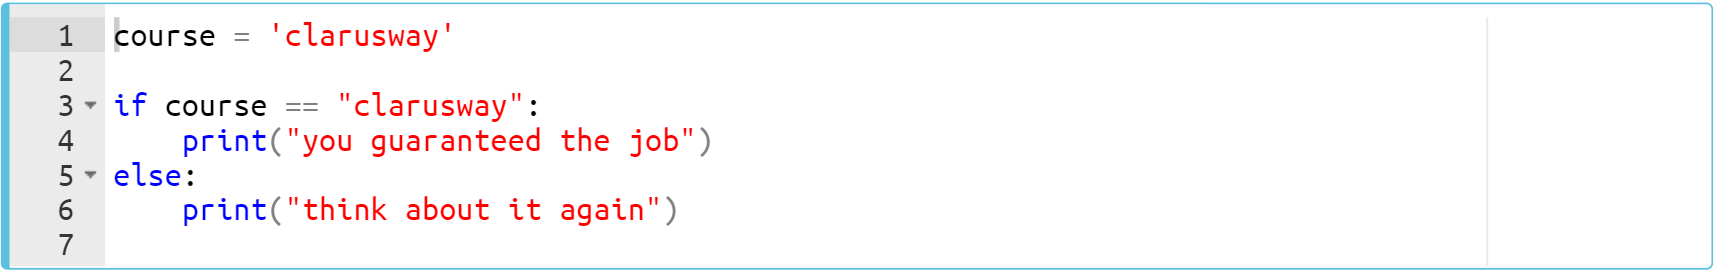 1 course = 'clarusway'
2
3 if course == "clarusway":
4     print("you guaranteed the job")
5 else:
6     print("think about it again")
7